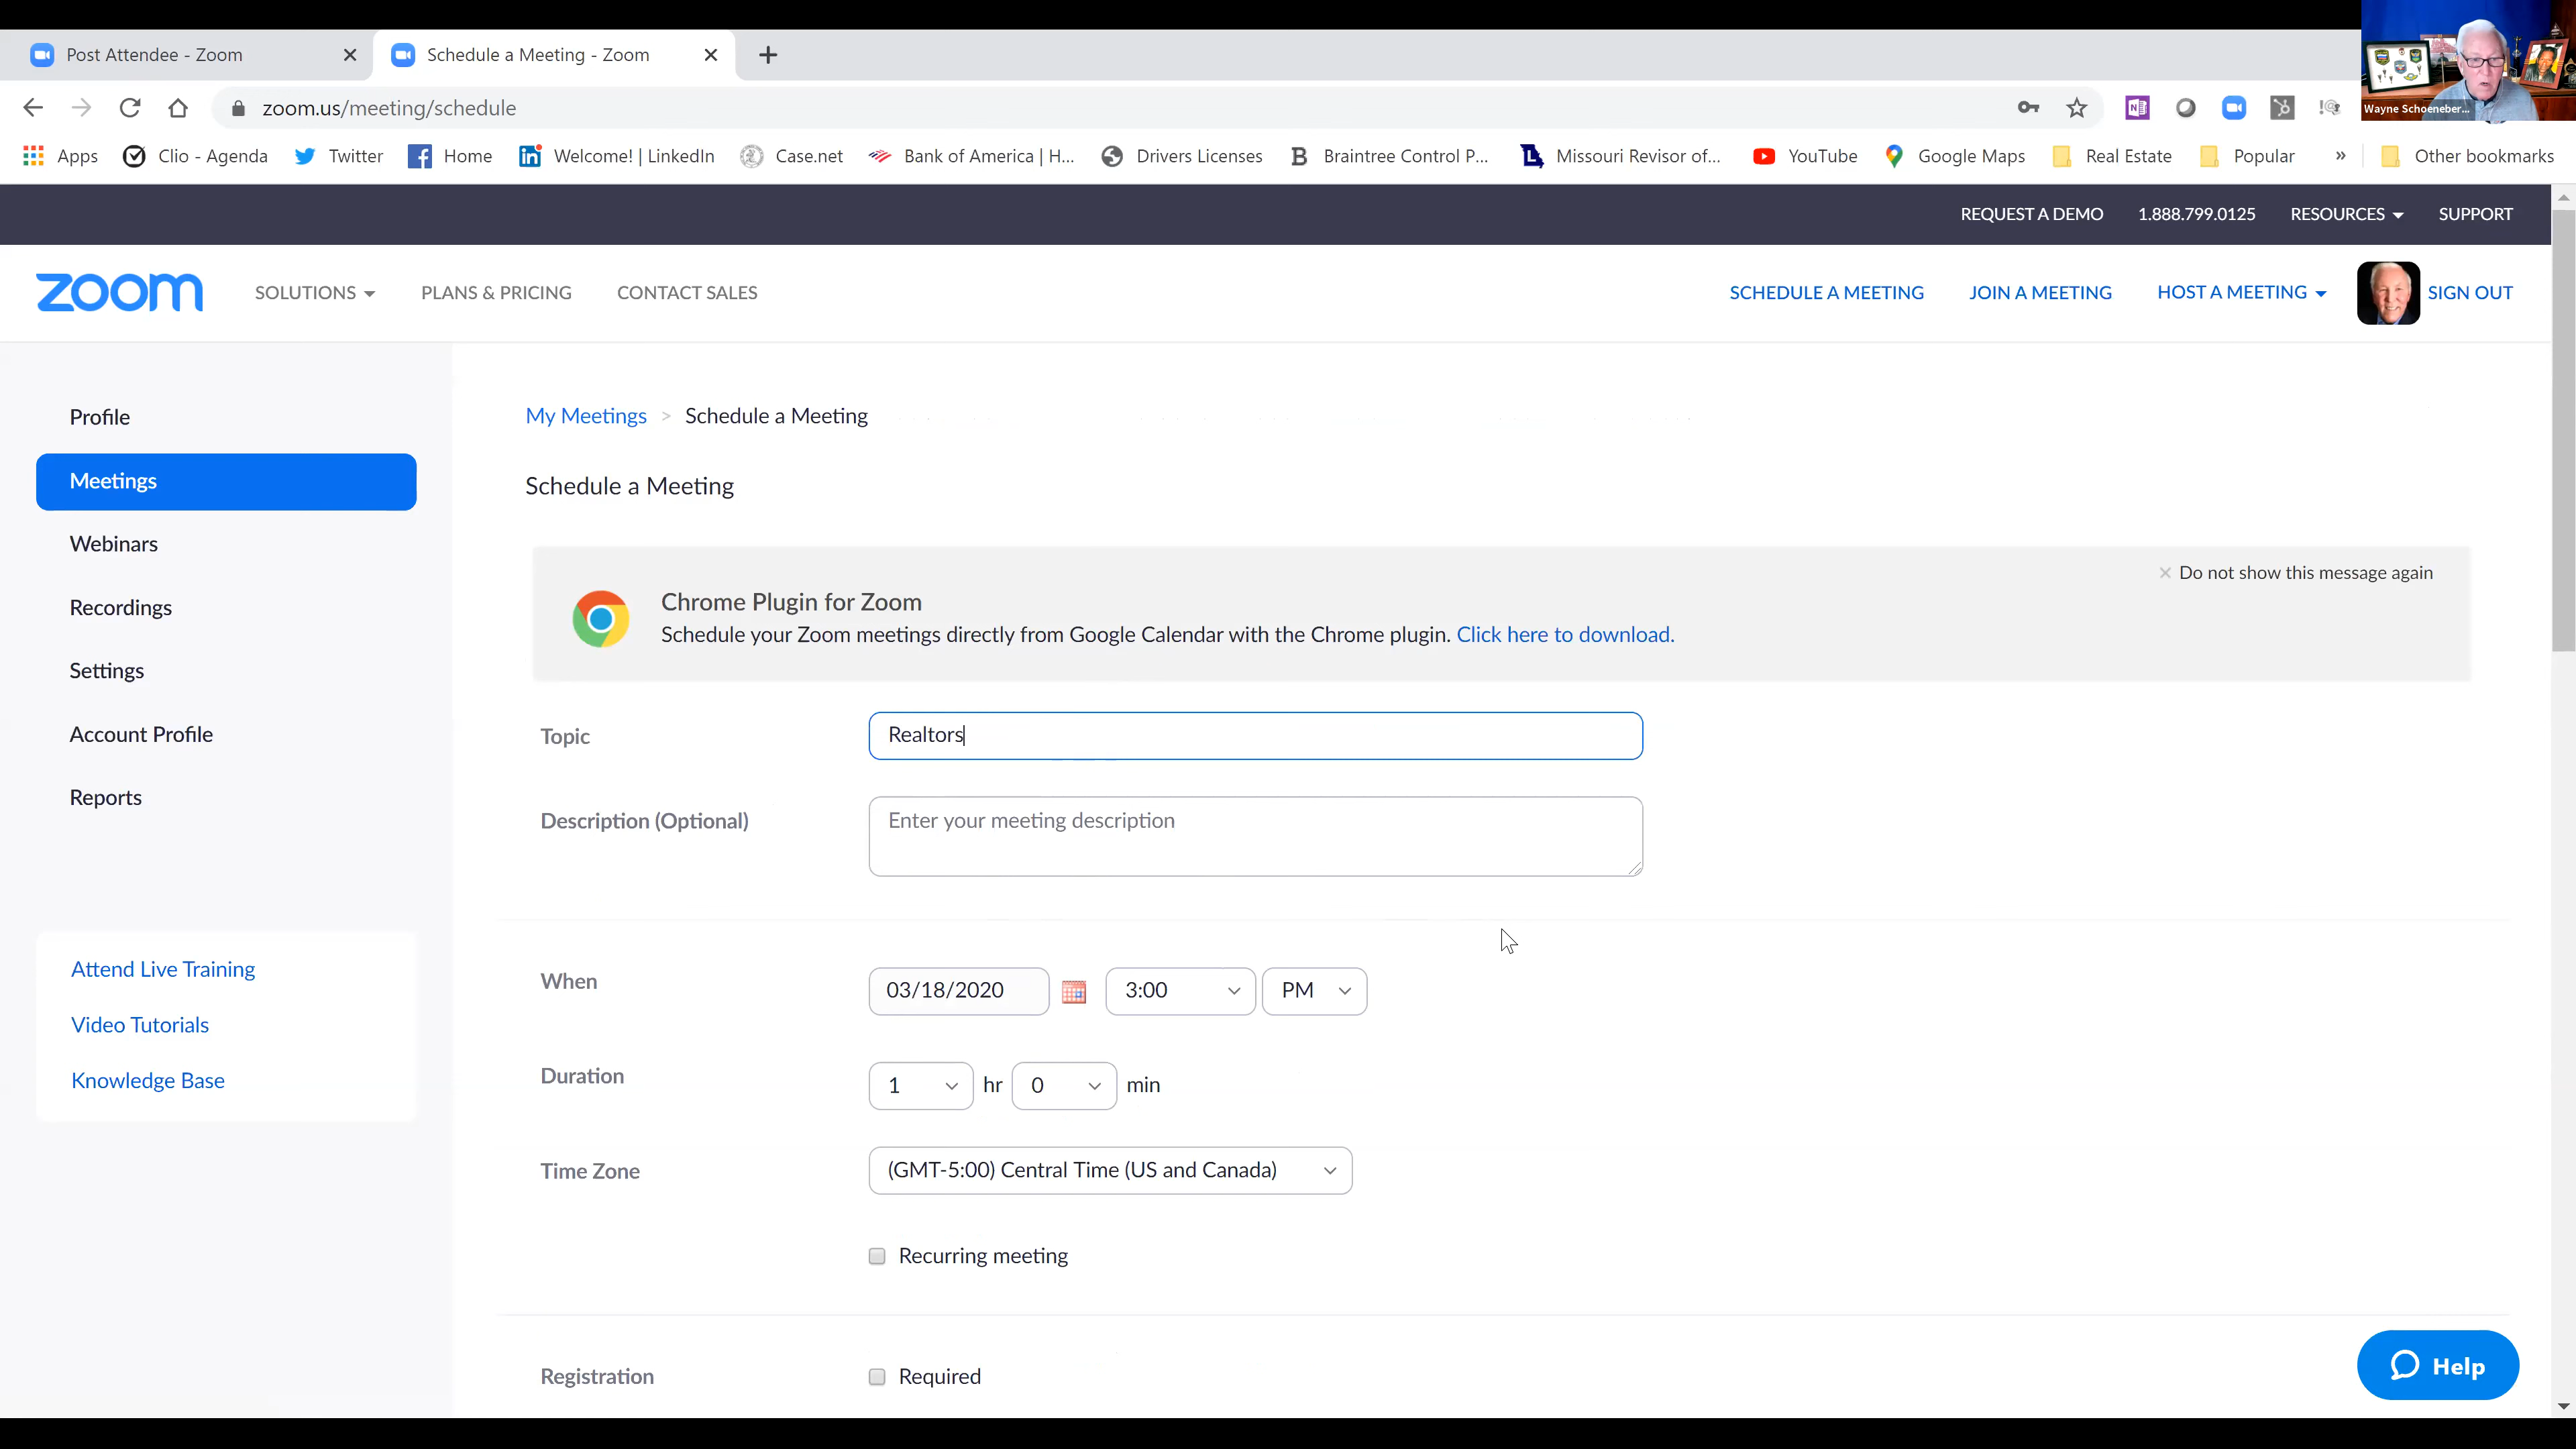 Post Attendee - Zoom
Schedule a Meeting - Zoom
zoom.us/meeting/schedule
Wayne Schoeneber...
Apps
Clio - Agenda
Twitter
Home
Welcome! | LinkedIn
Case.net
Bank of America | H...
Drivers Licenses
Braintree Control P...
Missouri Revisor of...
YouTube
Google Maps
Real Estate
Popular
»
Other bookmarks
REQUEST A DEMO
1.888.799.0125
RESOURCES
SUPPORT
zoom
SOLUTIONS
PLANS & PRICING
CONTACT SALES
SCHEDULE A MEETING
JOIN A MEETING
HOST A MEETING
SIGN OUT
Profile
Meetings
Webinars
Recordings
Settings
Account Profile
Reports
Attend Live Training
Video Tutorials
Knowledge Base
My Meetings > Schedule a Meeting
Schedule a Meeting
Do not show this message again
Chrome Plugin for Zoom
Schedule your Zoom meetings directly from Google Calendar with the Chrome plugin. Click here to download.
Topic
Realtors
Description (Optional)
Enter your meeting description
When
03/18/2020
3:00
PM
Duration
1 hr 0 min
Time Zone
(GMT-5:00) Central Time (US and Canada)
Recurring meeting
Registration
Required
Help